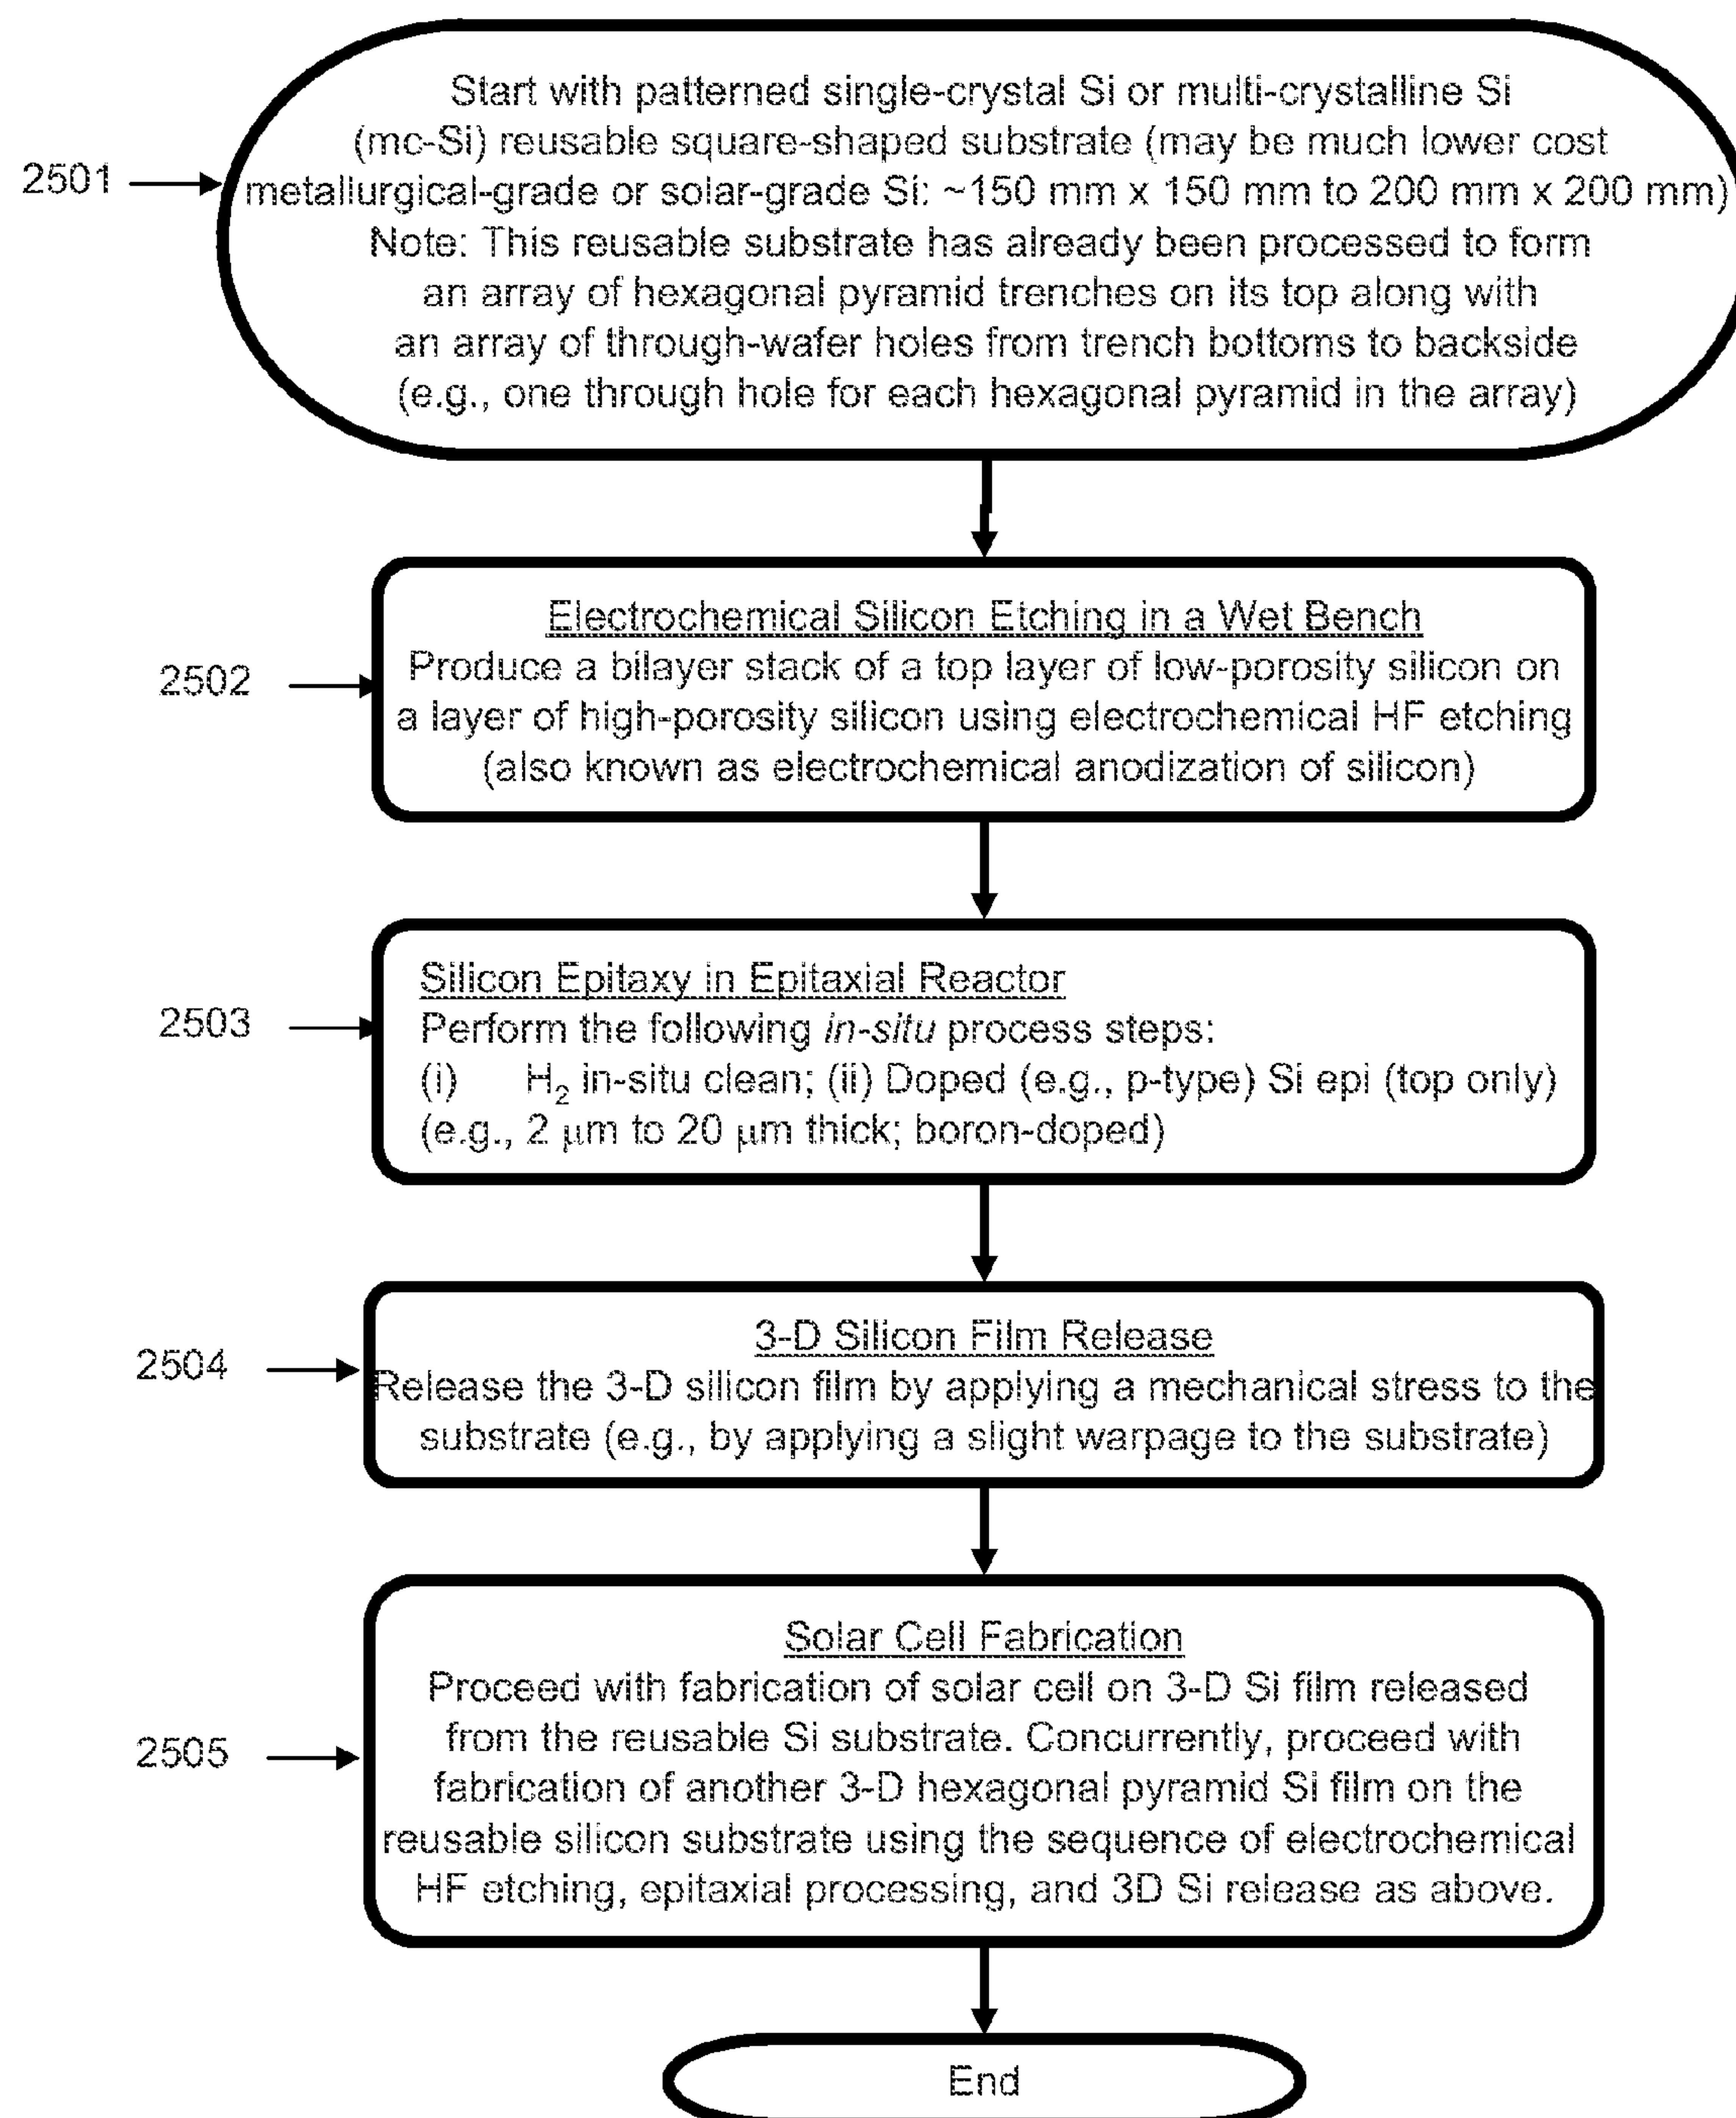 Start with patterned single-crystal Si or multi-crystalline Si
(mc-Si) reusable square-shaped substrate (may be much lower cost
2501
metallurgical-grade or solar-grade Si: ~150 mm x 150 mm to 200 mm x 200 mm)
Note: This reusable substrate has already been processed to form
an array of hexagonal pyramid trenches on its top along with
an array of through-wafer holes from trench bottoms to backside
(e.g., one through hole for each hexagonal pyramid in the array)
Electrochemical Silicon Etching in a Wet Bench
2502
Produce a bilayer stack of a top layer of low-porosity silicon on
a layer of high-porosity silicon using electrochemical HF etching
(also known as electrochemical anodization of silicon)
Silicon Epitaxy in Epitaxial Reactor
2503
Perform the following in-situ process steps:
(i) H₂ in-situ clean; (ii) Doped (e.g., p-type) Si epi (top only)
(e.g., 2 μm to 20 μm thick; boron-doped)
3-D Silicon Film Release
2504
Release the 3-D silicon film by applying a mechanical stress to the
substrate (e.g., by applying a slight warpage to the substrate)
Solar Cell Fabrication
Proceed with fabrication of solar cell on 3-D Si film released
from the reusable Si substrate. Concurrently, proceed with
2505
fabrication of another 3-D hexagonal pyramid Si film on the
reusable silicon substrate using the sequence of electrochemical
HF etching, epitaxial processing, and 3D Si release as above.
End